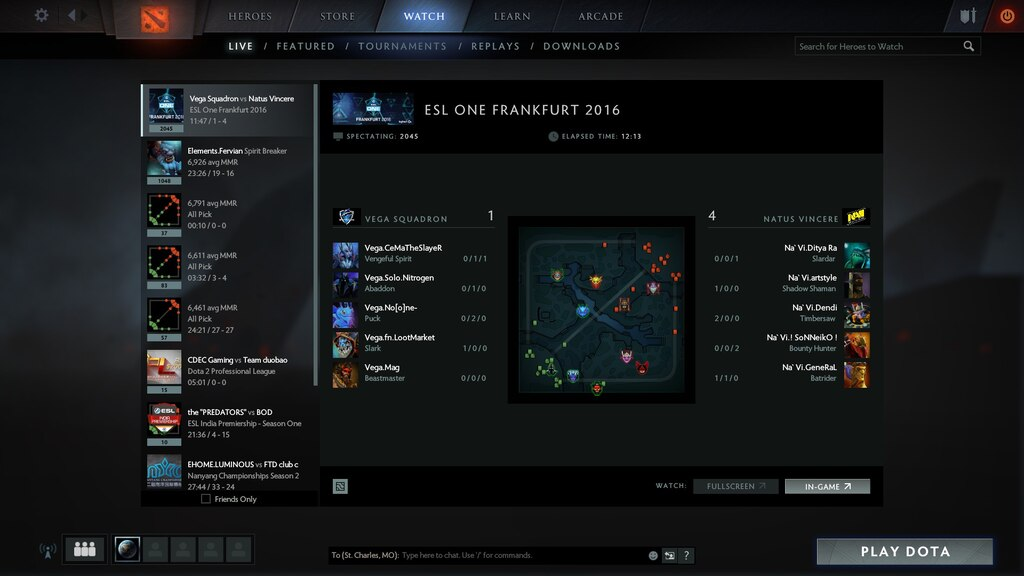 HEROES STORE WATCH LEARN ARCADE
LIVE / FEATURED / TOURNAMENTS / REPLAYS / DOWNLOADS
Search for Heroes to Watch
Vega Squadron vs Natus Vincere
ESL One Frankfurt 2016
11:47 / 1 - 4
2045
Elements.Fervian Spirit Breaker
6,926 avg MMR
23:26 / 19 - 16
1048
6,791 avg MMR
All Pick
00:10 / 0 - 0
37
6,611 avg MMR
All Pick
03:32 / 3 - 4
83
6,461 avg MMR
All Pick
24:21 / 27 - 27
57
CDEC Gaming vs Team duobao
Dota 2 Professional League
05:01 / 0 - 0
15
the "PREDATORS" vs BOD
ESL India Premiership - Season One
21:36 / 4 - 15
10
EHOME.LUMINOUS vs FTD club c
Nanyang Championships Season 2
27:44 / 33 - 24
Friends Only
ESL ONE FRANKFURT 2016
SPECTATING: 2045
ELAPSED TIME: 12:13
VEGA SQUADRON 1
Vega.CeMaTheSlayeR
Vengeful Spirit 0/1/1
Vega.Solo.Nitrogen
Abaddon 0/1/0
Vega.No[o]ne-
Puck 0/2/0
Vega.fn.LootMarket
Slark 1/0/0
Vega.Mag
Beastmaster 0/0/0
4 NATUS VINCERE
Na`Vi.Ditya Ra
0/0/1 Slardar
Na`Vi.artstyle
1/0/0 Shadow Shaman
Na`Vi.Dendi
2/0/0 Timbersaw
Na`Vi.! SoNNeikO !
0/0/2 Bounty Hunter
Na`Vi.GeneRaL
1/1/0 Batrider
WATCH: FULLSCREEN IN-GAME
To (St. Charles, MO): Type here to chat. Use '/' for commands.
?
PLAY DOTA